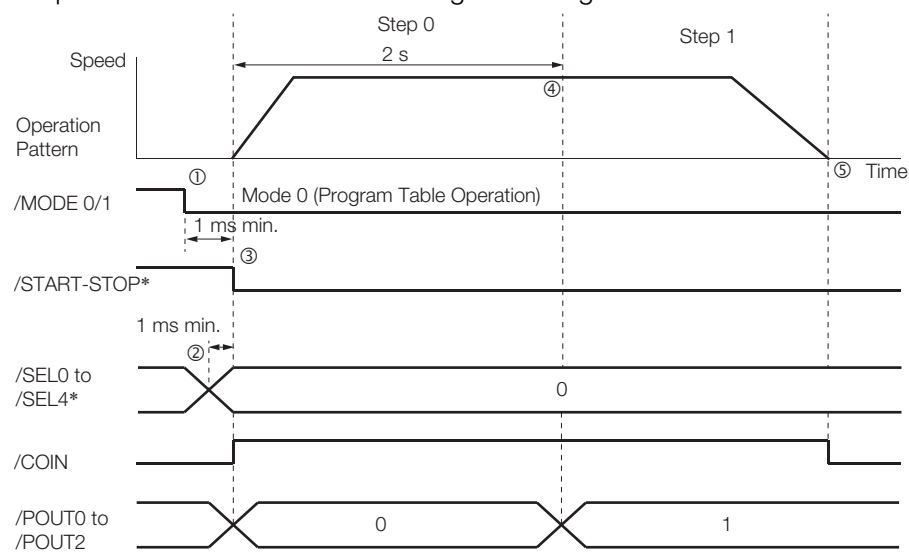 Step 0
Step 1
2 s
Speed
④
Operation
Pattern
① ⑤ Time
/MODE 0/1 Mode 0 (Program Table Operation)
1 ms min.
③
/START-STOP*
1 ms min.
②
/SEL0 to
/SEL4* 0
/COIN
/POUT0 to
/POUT2 0 1